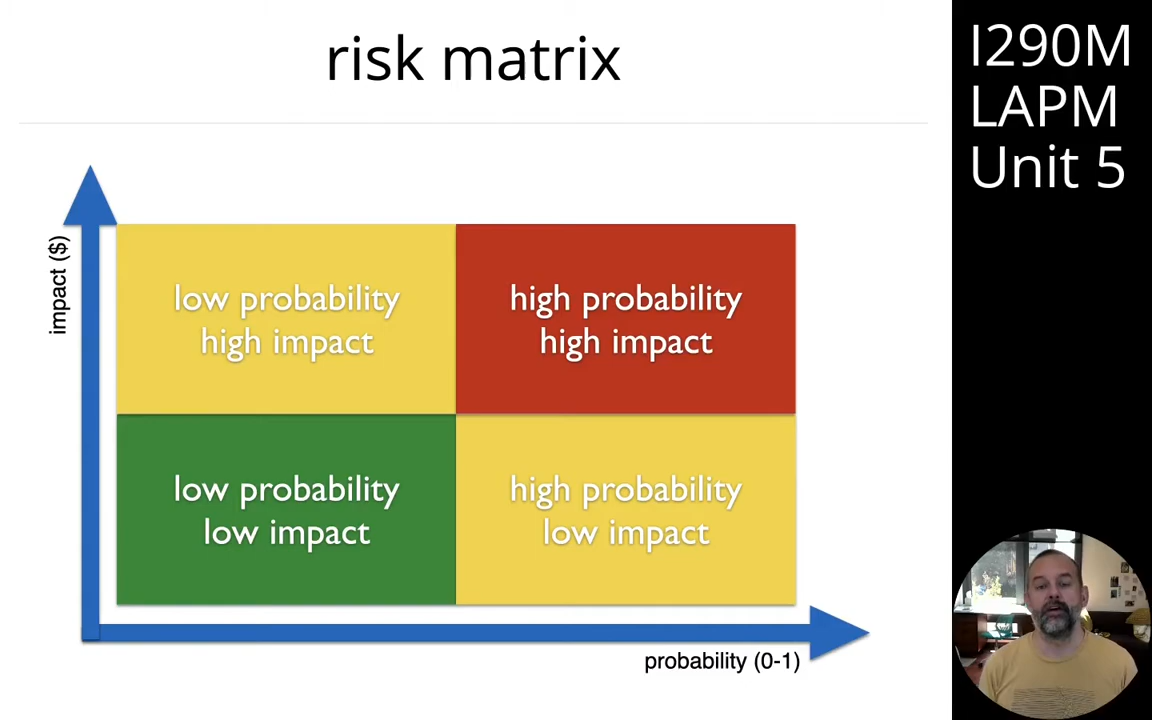 risk matrix
I290M
LAPM
Unit 5
impact ($)
low probability
high impact
high probability
high impact
low probability
low impact
high probability
low impact
probability (0-1)